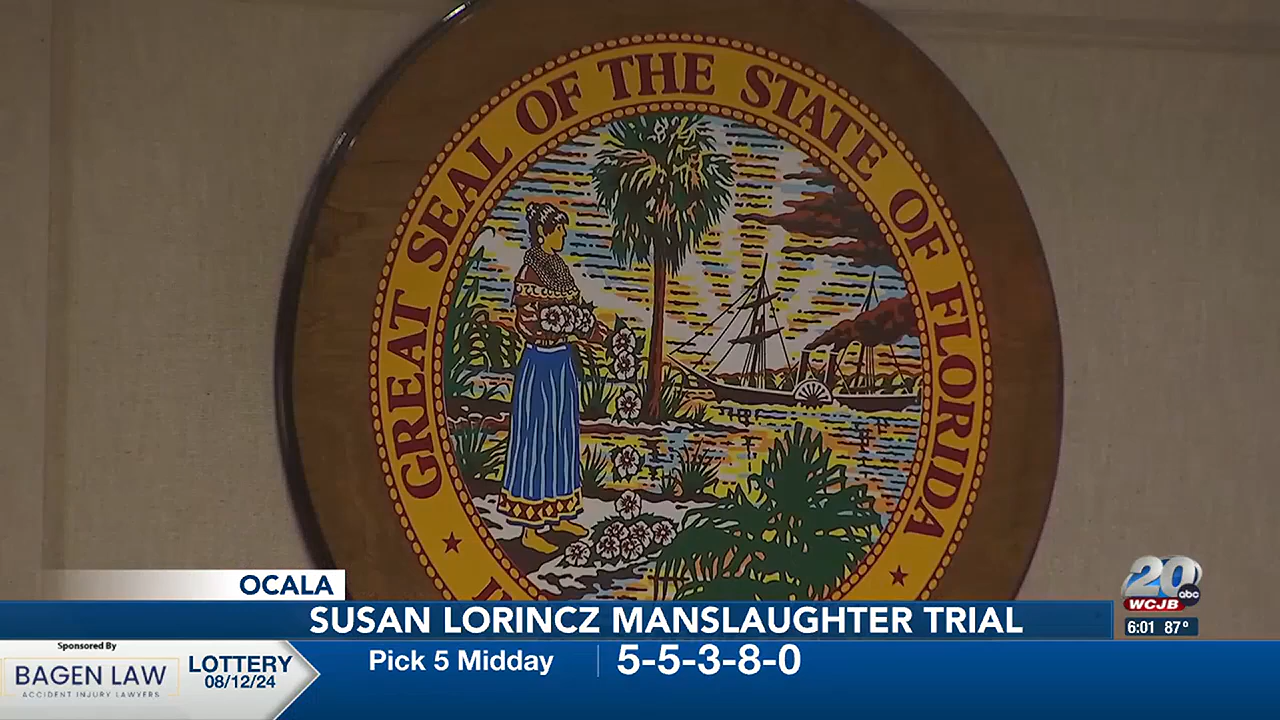 GREAT SEAL OF THE STATE OF FLORIDA
OCALA
SUSAN LORINCZ MANSLAUGHTER TRIAL
20
abc
WCJB
6:01 87°
Sponsored By
BAGEN LAW
ACCIDENT INJURY LAWYERS
LOTTERY
08/12/24
Pick 5 Midday
5-5-3-8-0